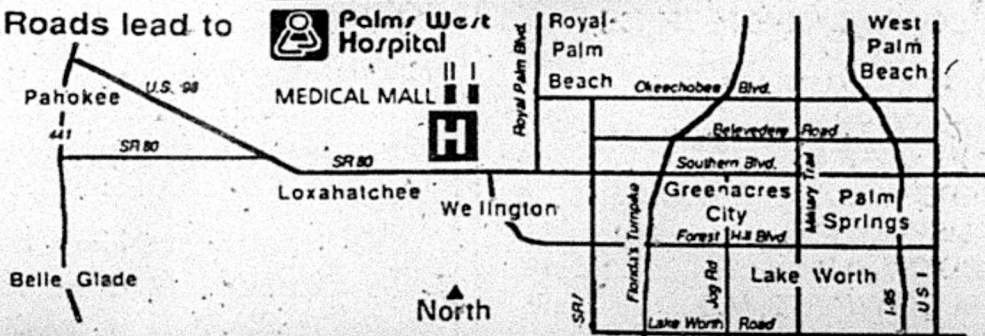 Roads lead to
Palms West
Hospital
MEDICAL MALL
H
Royal Palm Blvd.
Royal
Palm
Beach
West
Palm
Beach
Okeechobee Blvd.
Pahokee
U.S. 98
441
SR 80
SR 80
Belevedere Road
Southern Blvd.
Loxahatchee
Wellington
Florida's Turnpike
Greenacres
City
Military Trail
Palm
Springs
Forest Hill Blvd
Belle Glade
North
SR7
Jog Rd
Lake Worth
I-95
U S 1
Lake Worth Road